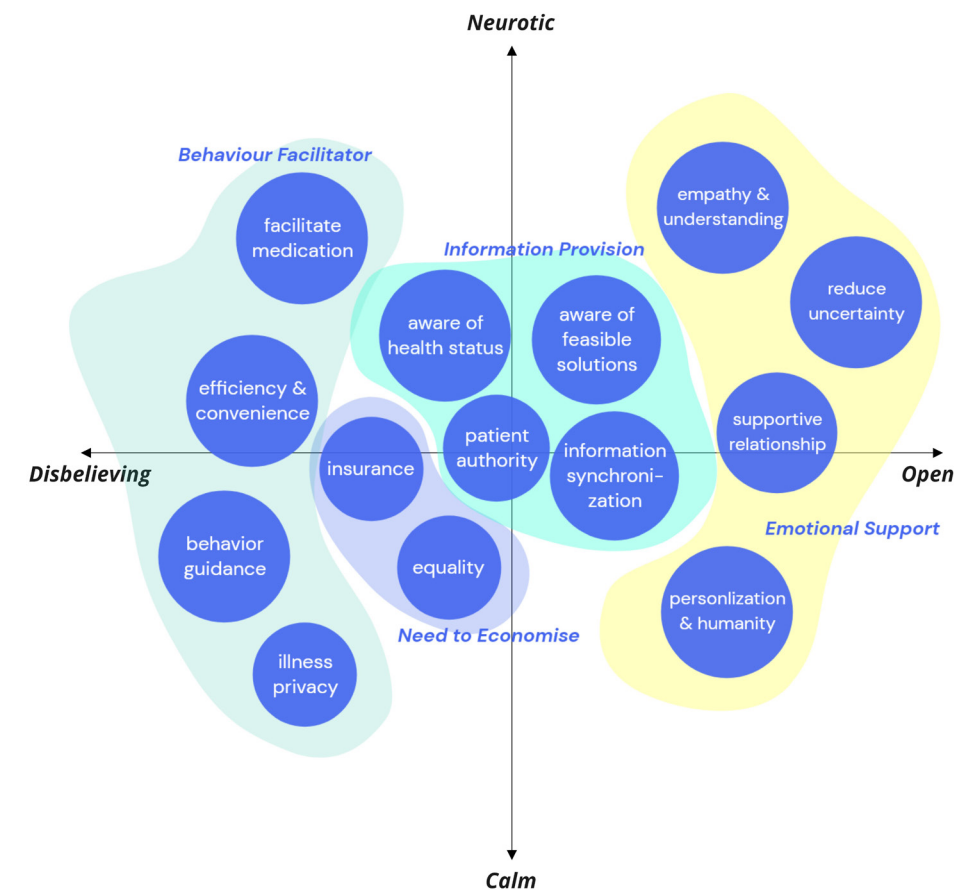 Neurotic
Behaviour Facilitator
empathy &
understanding
facilitate
medication
Information Provision
reduce
uncertainty
aware of
health status
aware of
feasible
solutions
efficiency &
convenience
supportive
relationship
patient
authority
information
synchroni-
zation
insurance
Disbelieving
Open
Emotional Support
behavior
guidance
equality
personlization
& humanity
Need to Economise
illness
privacy
Calm